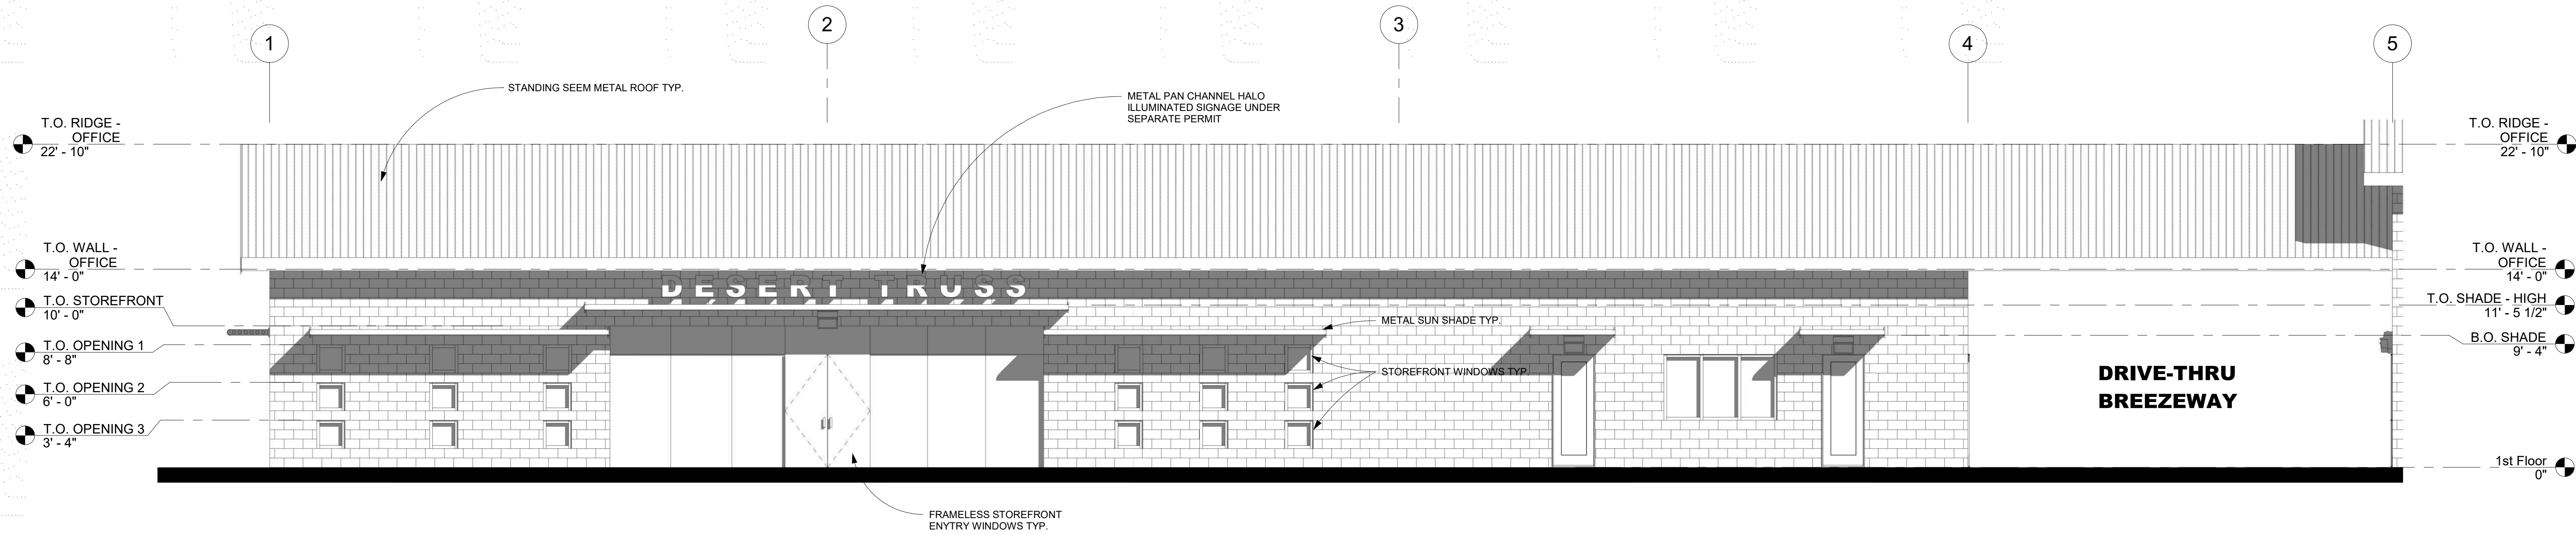 1
2
3
4
5
STANDING SEEM METAL ROOF TYP.
METAL PAN CHANNEL HALO
ILLUMINATED SIGNAGE UNDER
SEPARATE PERMIT
T.O. RIDGE -
OFFICE
22' - 10"
T.O. RIDGE -
OFFICE
22' - 10"
T.O. WALL -
OFFICE
14' - 0"
T.O. WALL -
OFFICE
14' - 0"
DESERT TRUSS
T.O. STOREFRONT
10' - 0"
T.O. SHADE - HIGH
11' - 5 1/2"
METAL SUN SHADE TYP.
T.O. OPENING 1
8' - 8"
B.O. SHADE
9' - 4"
STOREFRONT WINDOWS TYP.
DRIVE-THRU
BREEZEWAY
T.O. OPENING 2
6' - 0"
T.O. OPENING 3
3' - 4"
1st Floor
0"
FRAMELESS STOREFRONT
ENYTRY WINDOWS TYP.